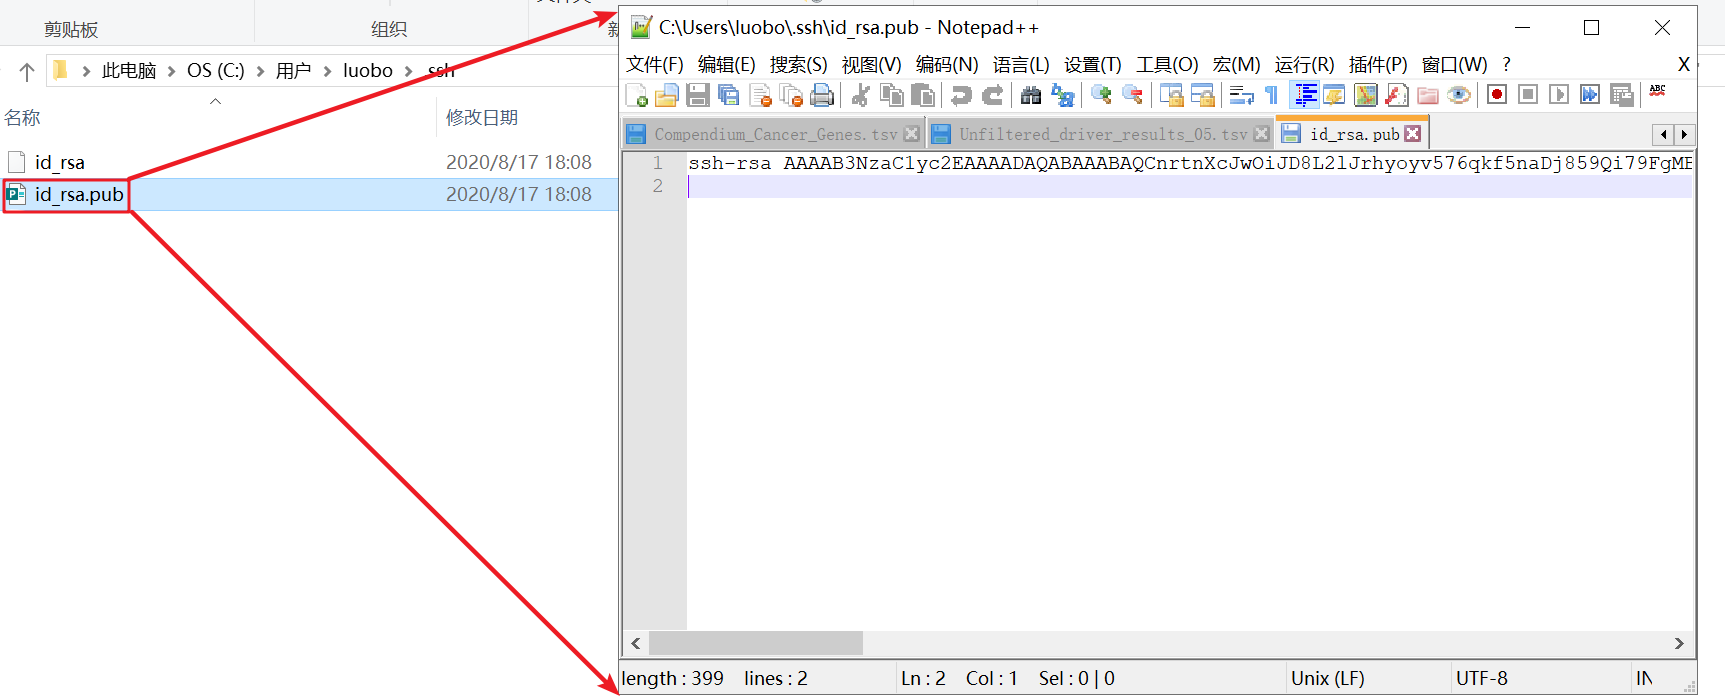 剪贴板
组织
此电脑 OS (C:) 用户 luobo .ssh
名称
修改日期
id_rsa 2020/8/17 18:08
id_rsa.pub 2020/8/17 18:08
C:\Users\luobo\.ssh\id_rsa.pub - Notepad++
文件(F) 编辑(E) 搜索(S) 视图(V) 编码(N) 语言(L) 设置(T) 工具(O) 宏(M) 运行(R) 插件(P) 窗口(W) ? X
ABC
Compendium_Cancer_Genes.tsv Unfiltered_driver_results_05.tsv id_rsa.pub
1 ssh-rsa AAAAB3NzaC1yc2EAAAADAQABAAABAQCnrtnXcJwOiJD8L2lJrhyoyv576qkf5naDj859Qi79FgME
2
length : 399 lines : 2 Ln : 2 Col : 1 Sel : 0 | 0 Unix (LF) UTF-8 IN